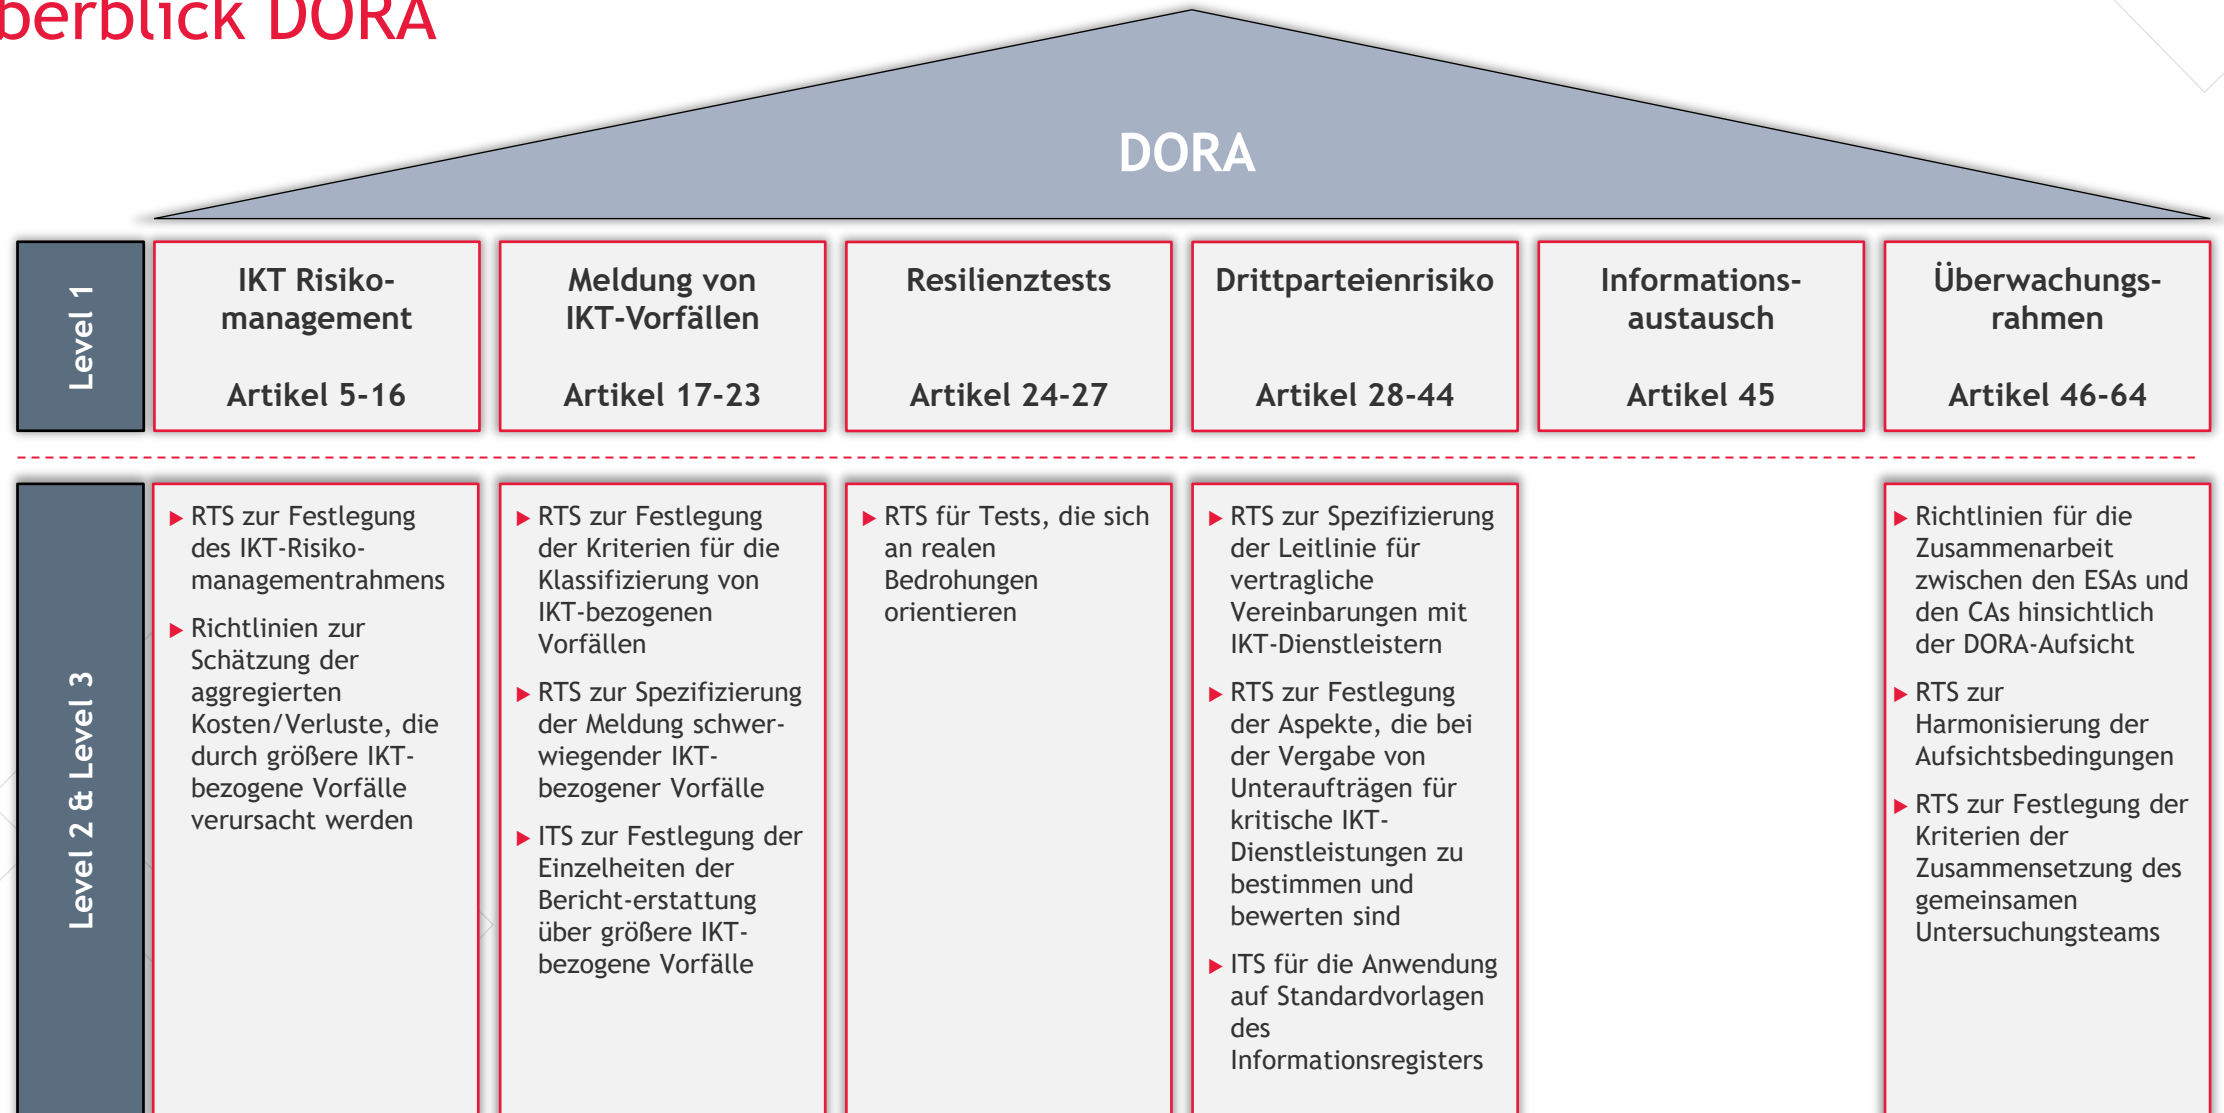 berblick DORA
DORA
Level 1
IKT Risiko-
management
Artikel 5-16
Meldung von
IKT-Vorfällen
Artikel 17-23
Resilienztests
Artikel 24-27
Drittparteienrisiko
Artikel 28-44
Informations-
austausch
Artikel 45
Überwachungs-
rahmen
Artikel 46-64
Level 2 & Level 3
RTS zur Festlegung
des IKT-Risiko-
managementrahmens
Richtlinien zur
Schätzung der
aggregierten
Kosten/Verluste, die
durch größere IKT-
bezogene Vorfälle
verursacht werden
RTS zur Festlegung
der Kriterien für die
Klassifizierung von
IKT-bezogenen
Vorfällen
RTS zur Spezifizierung
der Meldung schwer-
wiegender IKT-
bezogener Vorfälle
ITS zur Festlegung der
Einzelheiten der
Bericht-erstattung
über größere IKT-
bezogene Vorfälle
RTS für Tests, die sich
an realen
Bedrohungen
orientieren
RTS zur Spezifizierung
der Leitlinie für
vertragliche
Vereinbarungen mit
IKT-Dienstleistern
RTS zur Festlegung
der Aspekte, die bei
der Vergabe von
Unteraufträgen für
kritische IKT-
Dienstleistungen zu
bestimmen und
bewerten sind
ITS für die Anwendung
auf Standardvorlagen
des
Informationsregisters
Richtlinien für die
Zusammenarbeit
zwischen den ESAs und
den CAs hinsichtlich
der DORA-Aufsicht
RTS zur
Harmonisierung der
Aufsichtsbedingungen
RTS zur Festlegung der
Kriterien der
Zusammensetzung des
gemeinsamen
Untersuchungsteams